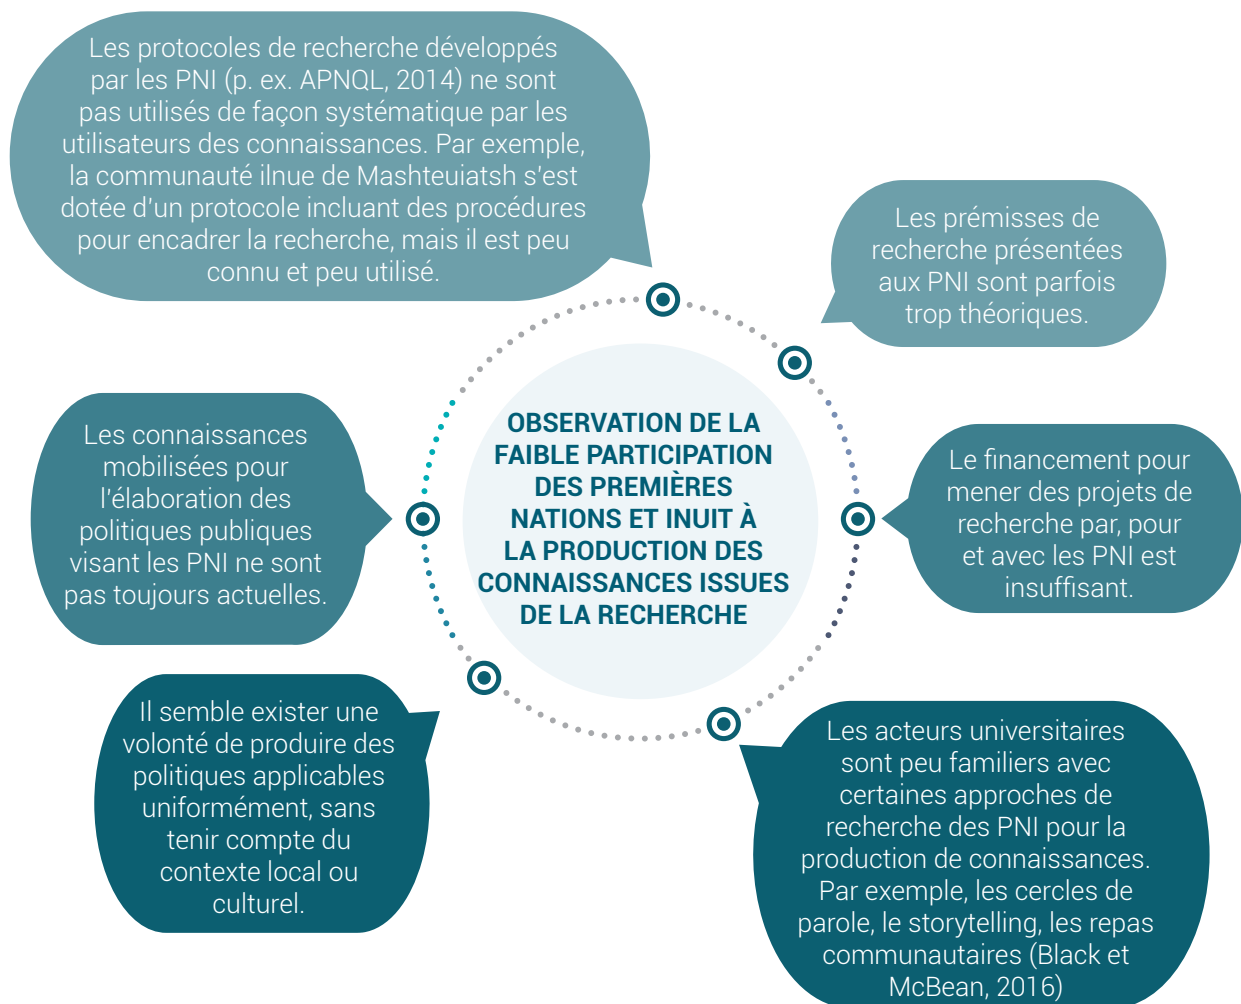 Les protocoles de recherche développés
par les PNI (p. ex. APNQL, 2014) ne sont
pas utilisés de façon systématique par les
utilisateurs des connaissances. Par exemple,
la communauté ilnue de Mashteuiatsh s'est
dotée d'un protocole incluant des procédures
pour encadrer la recherche, mais il est peu
connu et peu utilisé.
Les prémisses de
recherche présentées
aux PNI sont parfois
trop théoriques.
OBSERVATION DE LA
FAIBLE PARTICIPATION
DES PREMIÈRES
NATIONS ET INUIT À
LA PRODUCTION DES
CONNAISSANCES ISSUES
DE LA RECHERCHE
Les connaissances
mobilisées pour
l'élaboration des
politiques publiques
visant les PNI ne sont
pas toujours actuelles.
Le financement pour
mener des projets de
recherche par, pour
et avec les PNI est
insuffisant.
Il semble exister une
volonté de produire des
politiques applicables
uniformément, sans
tenir compte du
contexte local ou
culturel.
Les acteurs universitaires
sont peu familiers avec
certaines approches de
recherche des PNI pour la
production de connaissances.
Par exemple, les cercles de
parole, le storytelling, les repas
communautaires (Black et
McBean, 2016)